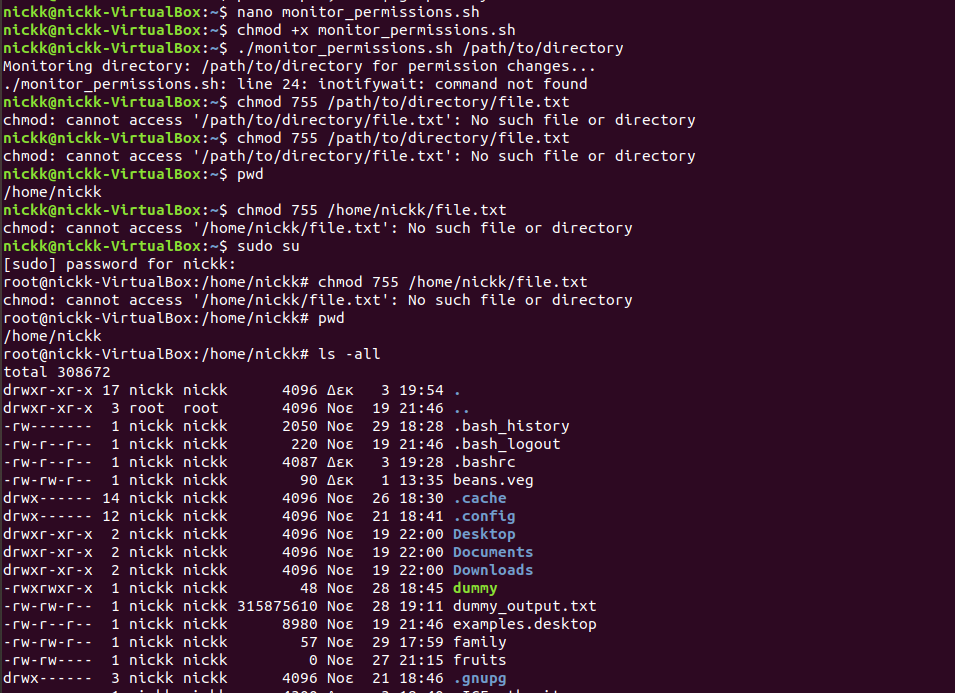 nickk@nickk-VirtualBox:~$ nano monitor_permissions.sh
nickk@nickk-VirtualBox:~$ chmod +x monitor_permissions.sh
nickk@nickk-VirtualBox:~$ ./monitor_permissions.sh /path/to/directory
Monitoring directory: /path/to/directory for permission changes...
./monitor_permissions.sh: line 24: inotifywait: command not found
nickk@nickk-VirtualBox:~$ chmod 755 /path/to/directory/file.txt
chmod: cannot access '/path/to/directory/file.txt': No such file or directory
nickk@nickk-VirtualBox:~$ chmod 755 /path/to/directory/file.txt
chmod: cannot access '/path/to/directory/file.txt': No such file or directory
nickk@nickk-VirtualBox:~$ pwd
/home/nickk
nickk@nickk-VirtualBox:~$ chmod 755 /home/nickk/file.txt
chmod: cannot access '/home/nickk/file.txt': No such file or directory
nickk@nickk-VirtualBox:~$ sudo su
[sudo] password for nickk:
root@nickk-VirtualBox:/home/nickk# chmod 755 /home/nickk/file.txt
chmod: cannot access '/home/nickk/file.txt': No such file or directory
root@nickk-VirtualBox:/home/nickk# pwd
/home/nickk
root@nickk-VirtualBox:/home/nickk# ls -all
total 308672
drwxr-xr-x 17 nickk nickk      4096 Δεκ   3 19:54 .
drwxr-xr-x  3 root  root       4096 Νοε  19 21:46 ..
-rw-------  1 nickk nickk      2050 Νοε  29 18:28 .bash_history
-rw-r--r--  1 nickk nickk       220 Νοε  19 21:46 .bash_logout
-rw-r--r--  1 nickk nickk      4087 Δεκ   3 19:28 .bashrc
-rw-rw-r--  1 nickk nickk        90 Δεκ   1 13:35 beans.veg
drwx------ 14 nickk nickk      4096 Νοε  26 18:30 .cache
drwx------ 12 nickk nickk      4096 Νοε  21 18:41 .config
drwxr-xr-x  2 nickk nickk      4096 Νοε  19 22:00 Desktop
drwxr-xr-x  2 nickk nickk      4096 Νοε  19 22:00 Documents
drwxr-xr-x  2 nickk nickk      4096 Νοε  19 22:00 Downloads
-rwxrwxr-x  1 nickk nickk        48 Νοε  28 18:45 dummy
-rw-rw-r--  1 nickk nickk 315875610 Νοε  28 19:11 dummy_output.txt
-rw-r--r--  1 nickk nickk      8980 Νοε  19 21:46 examples.desktop
-rw-rw-r--  1 nickk nickk        57 Νοε  29 17:59 family
-rw-rw----  1 nickk nickk         0 Νοε  27 21:15 fruits
drwx------  3 nickk nickk      4096 Νοε  21 18:46 .gnupg